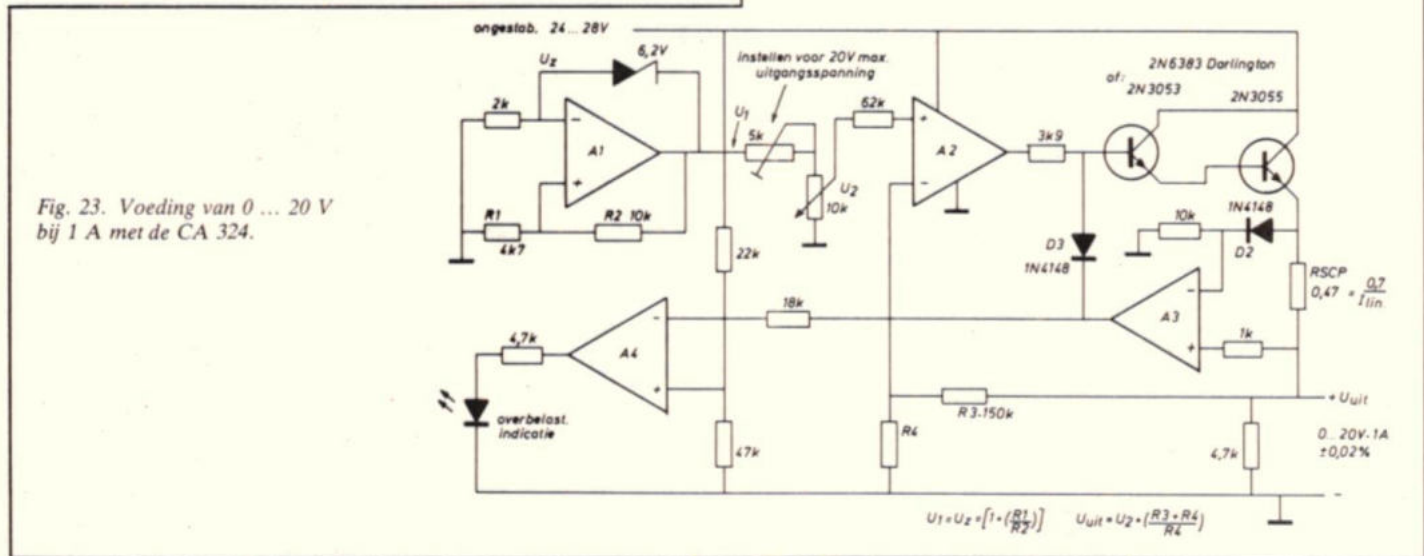 Fig. 23. Voeding van 0 ... 20 V
bij 1 A met de CA 324.
ongestab. 24 ... 28V
Uz
6,2V
instellen voor 20V max.
uitgangsspanning
2N6383 Darlington
of:
2N3053
2N3055
2k
U1
5k
62k
3k9
A1
A2
U2
10k
R1
4k7
R2 10k
22k
D3
1N4148
10k
1N4148
D2
RSCP
0,47 = 0,7
Ilin.
18k
A3
1k
4,7k
A4
overbelast.
indicatie
47k
R4
R3-150k
4,7k
+Uuit
0...20V-1A
±0,02%
-
U1=Uz=[1+(R1/R2)]
Uuit=U2+(R3+R4/R4)